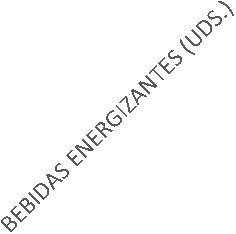 BEBIDAS ENERGIZANTES (UDS.)